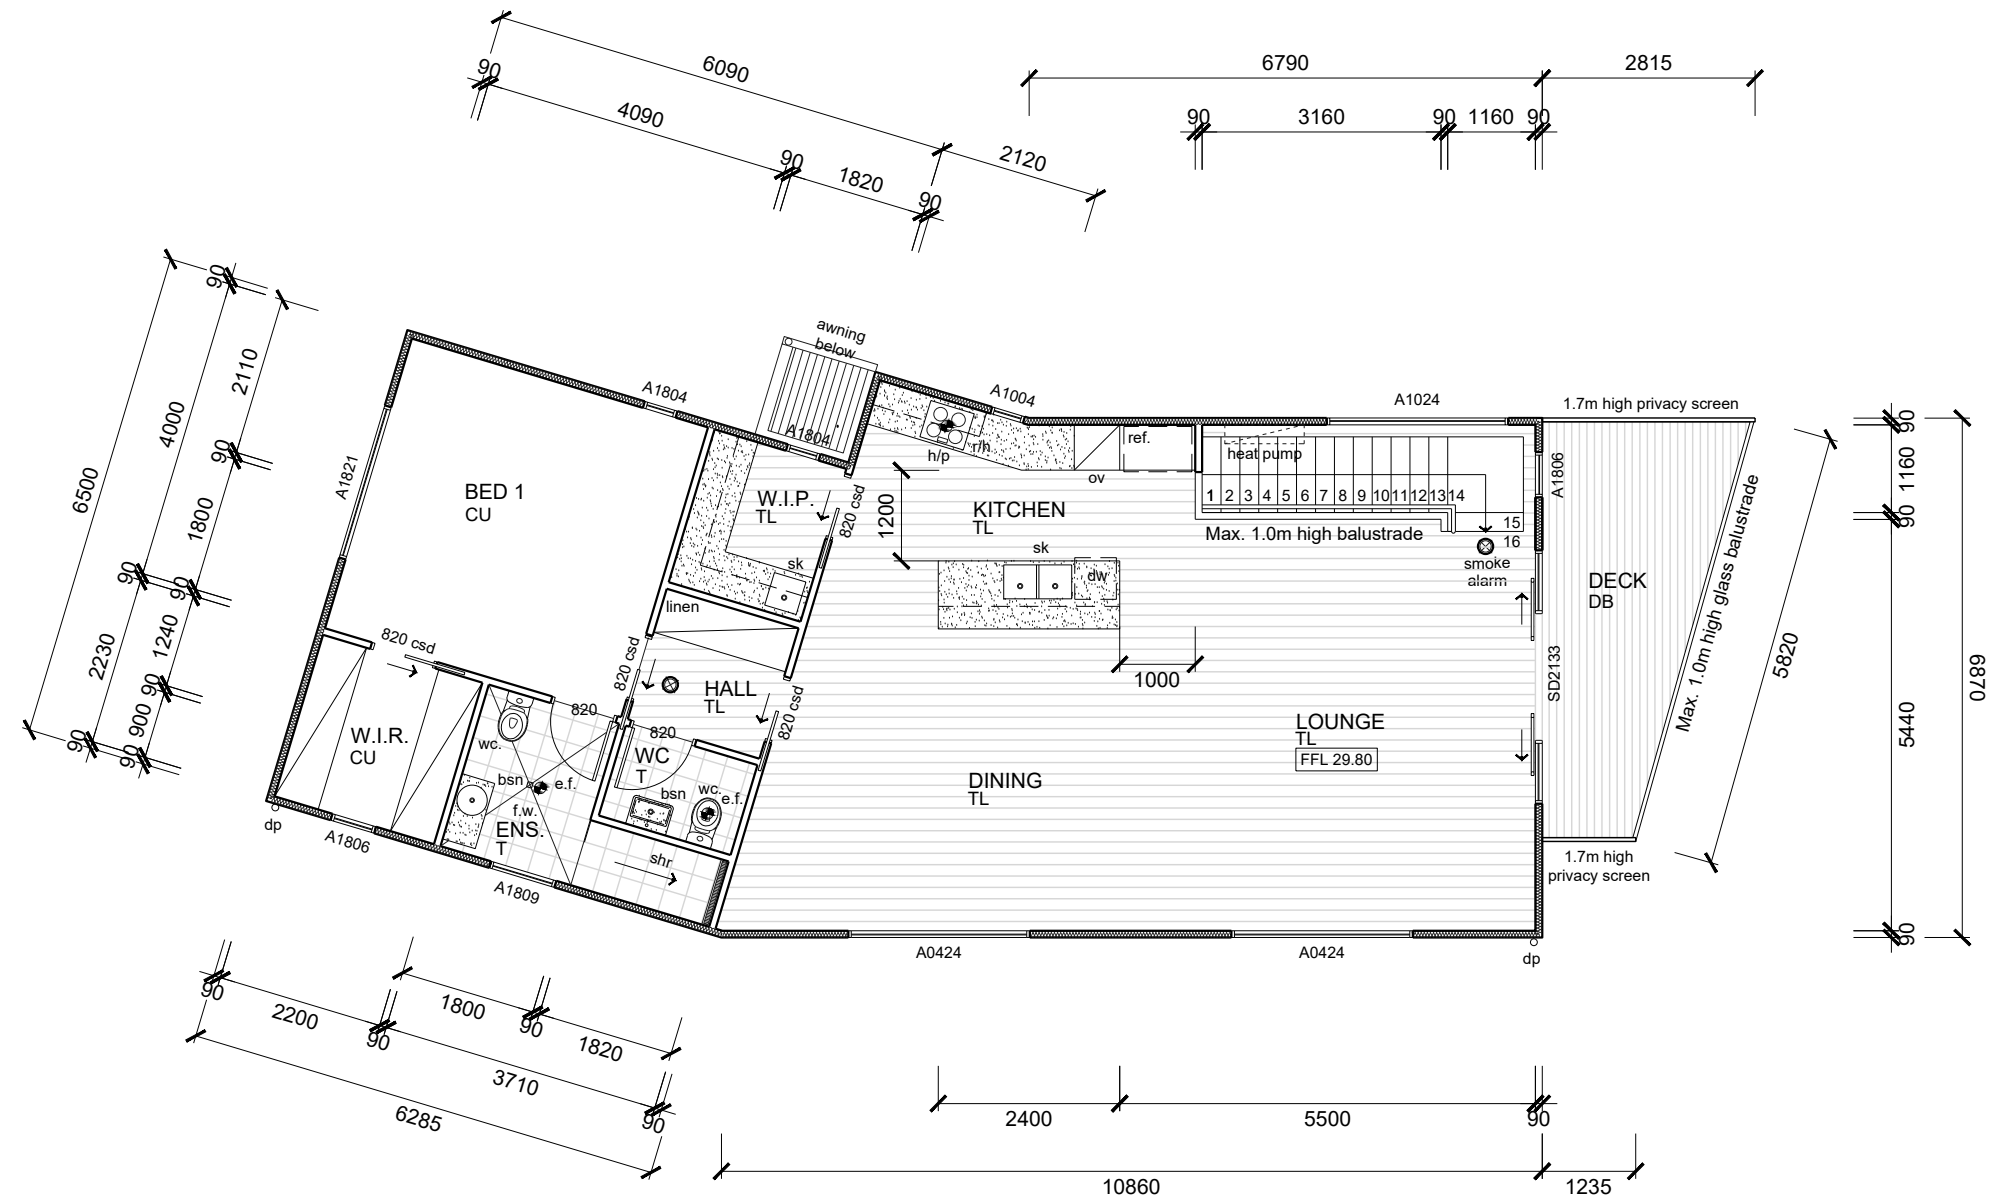 6090
90
4090
90
1820
90
2120
6790
2815
90
3160
90
1160
90
6500
90
4000
90
2230
90
2110
90
1800
90
1240
90
900
90
awning
below
A1804
A1804
A1004
A1024
1.7m high privacy screen
A1821
BED 1
CU
W.I.P.
TL
sk
820 csd
h/p
r/h
ov
ref.
heat pump
KITCHEN
TL
1200
1 2 3 4 5 6 7 8 9 10 11 12 13 14
15
16
Max. 1.0m high balustrade
smoke
alarm
A1806
sk
dw
1000
DECK
DB
Max. 1.0m high glass balustrade
5820
90
1160
90
5440
90
6870
linen
820 csd
820 csd
HALL
TL
820 csd
820
820
W.I.R.
CU
wc.
bsn
e.f.
f.w.
ENS.
T
WC
T
bsn
wc.
e.f.
shr
SD2133
LOUNGE
TL
FFL 29.80
DINING
TL
dp
A1806
A1809
A0424
A0424
dp
1.7m high
privacy screen
90
2200
90
3710
90
1800
90
1820
6285
2400
5500
90
10860
1235